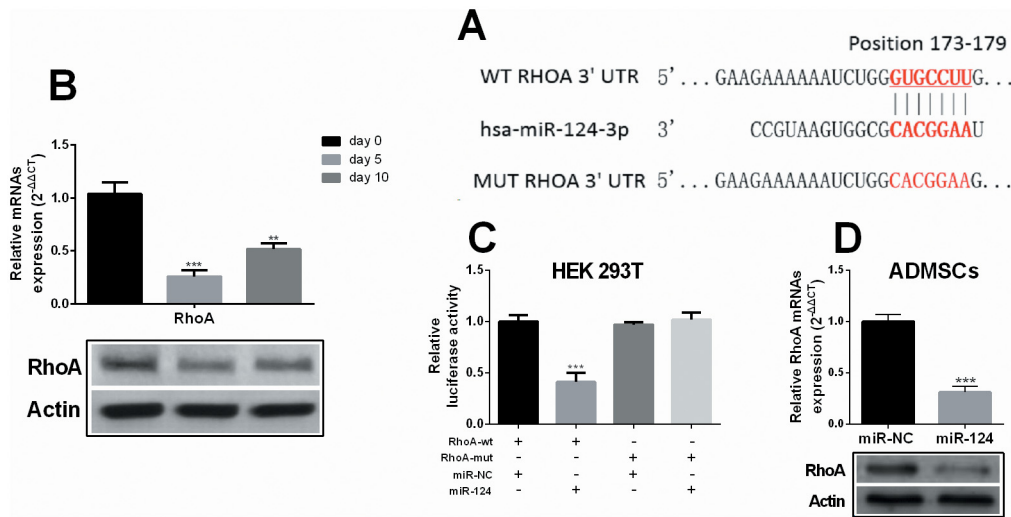 A
Position 173-179
WT RHOA 3' UTR 5'...GAAGAAAAAAUCUGGGUGCCUUG...
hsa-miR-124-3p 3' CCGUAAGUGGCGCACGGAAU
MUT RHOA 3' UTR 5'...GAAGAAAAAAUCUGGCACGGAAG...
B
day 0
day 5
day 10
Relative mRNAs
expression (2-ΔΔCT)
1.5
1.0
0.5
0.0
***
**
RhoA
RhoA
Actin
C
HEK 293T
Relative
luciferase activity
1.5
1.0
0.5
0.0
***
RhoA-wt + + - -
RhoA-mut - - + +
miR-NC + - + -
miR-124 - + - +
D
ADMSCs
Relative RhoA mRNAs
expression (2-ΔΔCT)
1.5
1.0
0.5
0.0
***
miR-NC miR-124
RhoA
Actin